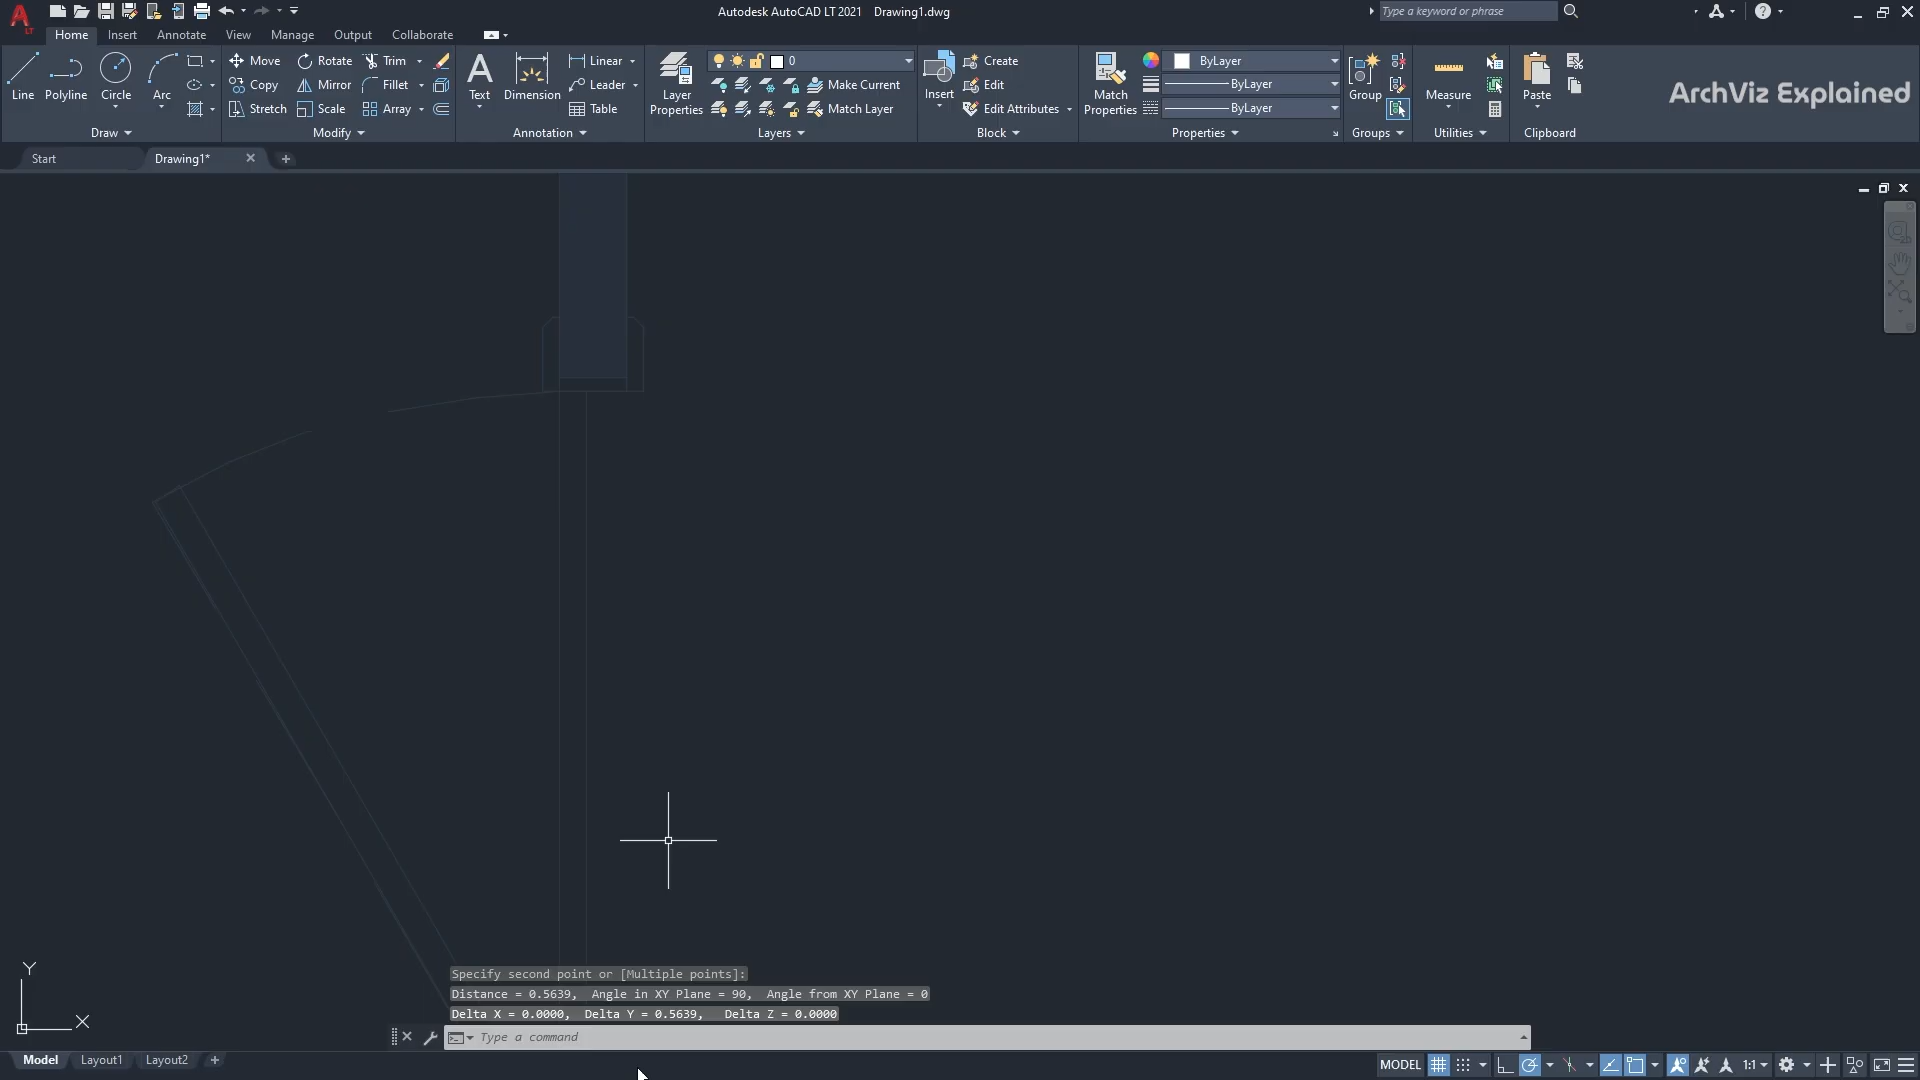 Autodesk AutoCAD LT 2021 Drawing1.dwg
Type a keyword or phrase
Home Insert Annotate View Manage Output Collaborate
Line Polyline Circle Arc
Move Rotate Trim
Copy Mirror Fillet
Stretch Scale Array
Text Dimension
Linear
Leader
Table
Layer Properties
0
Make Current
Match Layer
Insert
Create
Edit
Edit Attributes
Match Properties
ByLayer
ByLayer
ByLayer
Group
Measure
Paste
ArchViz Explained
Draw Modify Annotation Layers Block Properties Groups Utilities Clipboard
Start Drawing1*
Y
X
Specify second point or [Multiple points]:
Distance = 0.5639, Angle in XY Plane = 90, Angle from XY Plane = 0
Delta X = 0.0000, Delta Y = 0.5639, Delta Z = 0.0000
Type a command
Model Layout1 Layout2
MODEL 1:1